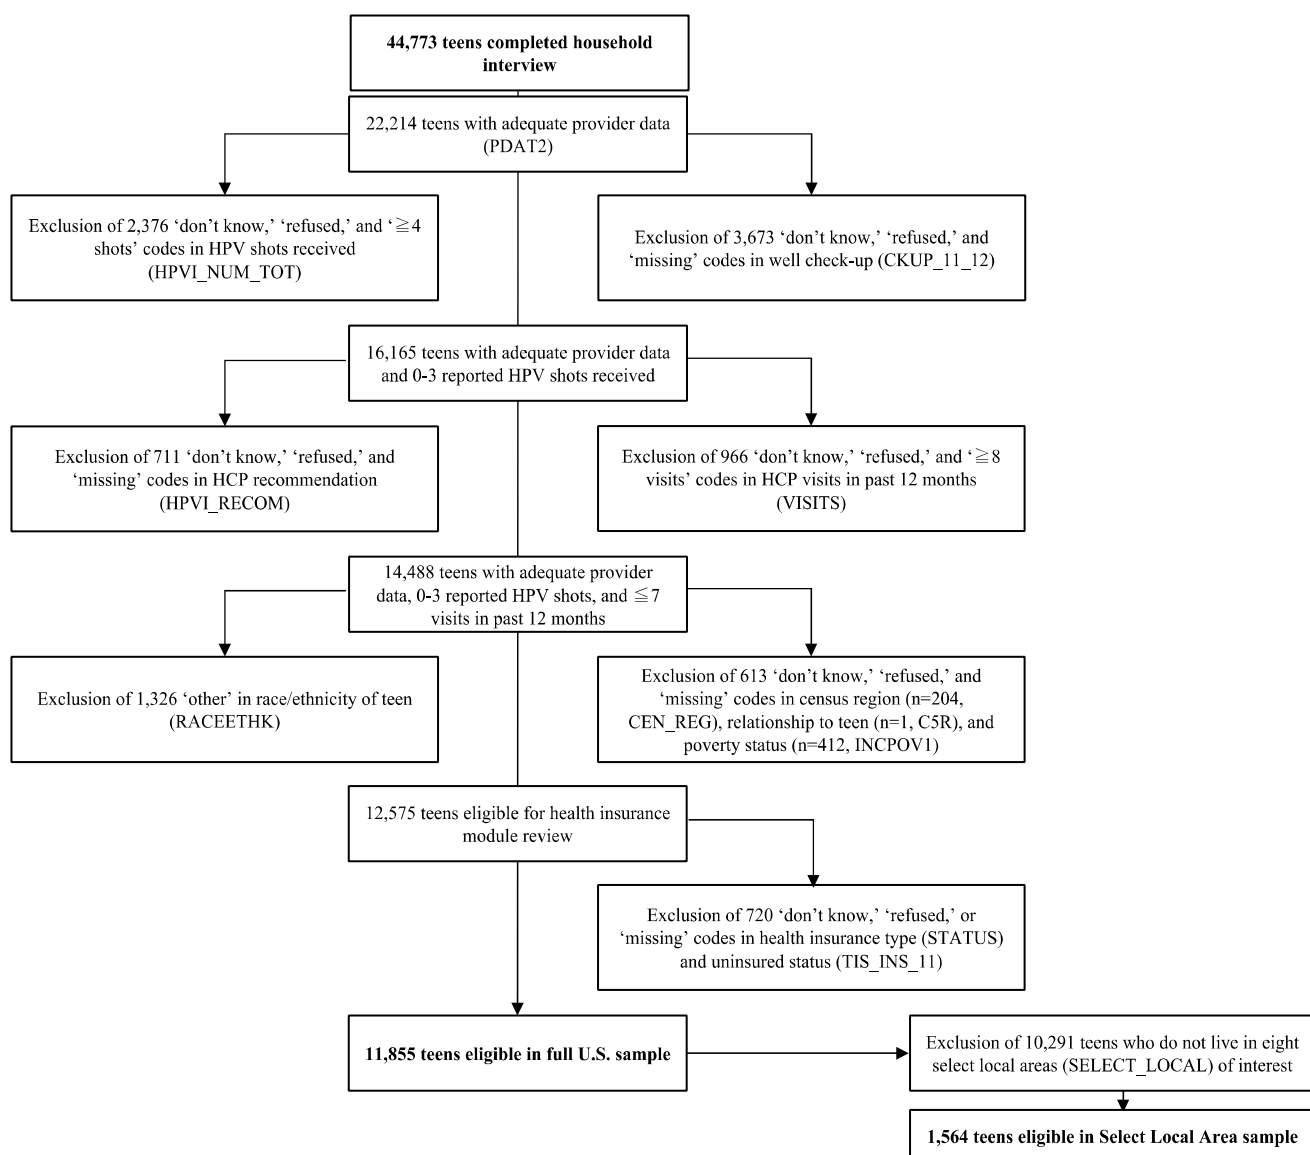 44,773 teens completed household
interview
22,214 teens with adequate provider data
(PDAT2)
Exclusion of 2,376 ‘don’t know,’ ‘refused,’ and ‘≧4
shots’ codes in HPV shots received
(HPVI_NUM_TOT)
Exclusion of 3,673 ‘don’t know,’ ‘refused,’ and
‘missing’ codes in well check-up (CKUP_11_12)
16,165 teens with adequate provider data
and 0-3 reported HPV shots received
Exclusion of 711 ‘don’t know,’ ‘refused,’ and
‘missing’ codes in HCP recommendation
(HPVI_RECOM)
Exclusion of 966 ‘don’t know,’ ‘refused,’ and ‘≧8
visits’ codes in HCP visits in past 12 months
(VISITS)
14,488 teens with adequate provider
data, 0-3 reported HPV shots, and ≦7
visits in past 12 months
Exclusion of 1,326 ‘other’ in race/ethnicity of teen
(RACEETHK)
Exclusion of 613 ‘don’t know,’ ‘refused,’ and
‘missing’ codes in census region (n=204,
CEN_REG), relationship to teen (n=1, C5R), and
poverty status (n=412, INCPOV1)
12,575 teens eligible for health insurance
module review
Exclusion of 720 ‘don’t know,’ ‘refused,’ or
‘missing’ codes in health insurance type (STATUS)
and uninsured status (TIS_INS_11)
11,855 teens eligible in full U.S. sample
Exclusion of 10,291 teens who do not live in eight
select local areas (SELECT_LOCAL) of interest
1,564 teens eligible in Select Local Area sample